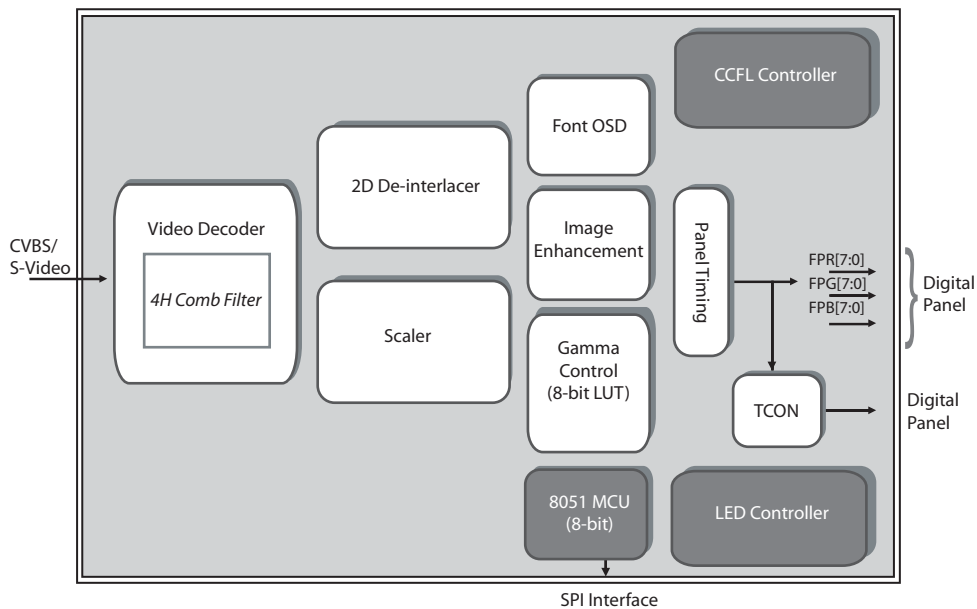 CCFL Controller
Font OSD
2D De-interlacer
Video Decoder
4H Comb Filter
CVBS/
S-Video
Image
Enhancement
Panel Timing
FPR[7:0]
FPG[7:0]
FPB[7:0]
Digital
Panel
Scaler
Gamma
Control
(8-bit LUT)
TCON
Digital
Panel
8051 MCU
(8-bit)
LED Controller
SPI Interface